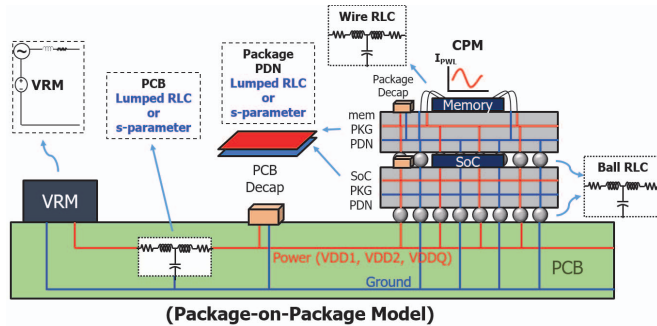 Wire RLC
CPM
I_PWL
VRM
PCB
Lumped RLC
or
s-parameter
Package
PDN
Lumped RLC
or
s-parameter
Package
Decap
Memory
mem
PKG
PDN
SoC
SoC
PKG
PDN
Ball RLC
PCB
Decap
VRM
Power (VDD1, VDD2, VDDQ)
Ground
PCB
(Package-on-Package Model)